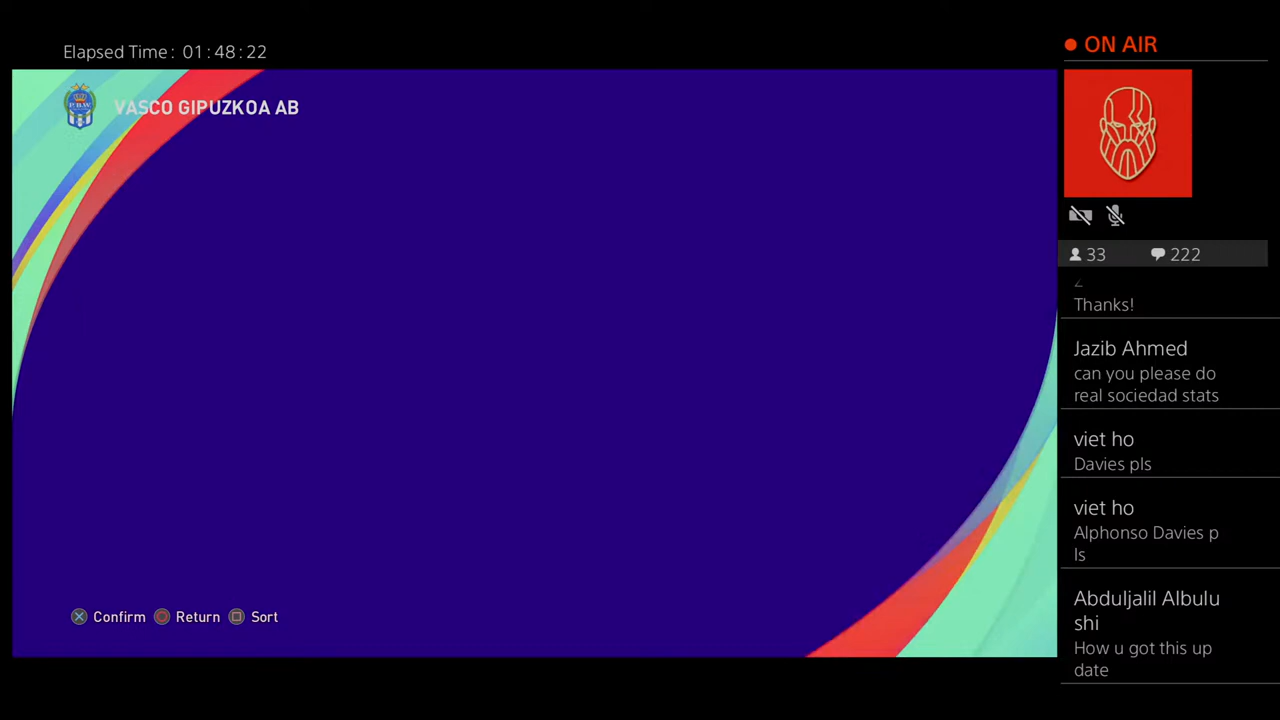 Elapsed Time: 01:48:22
ON AIR
VASCO GIPUZKOA AB
33 222
Thanks!
Jazib Ahmed
can you please do
real sociedad stats
viet ho
Davies pls
viet ho
Alphonso Davies p
ls
Abduljalil Albulu
shi
How u got this up
date
Confirm Return Sort